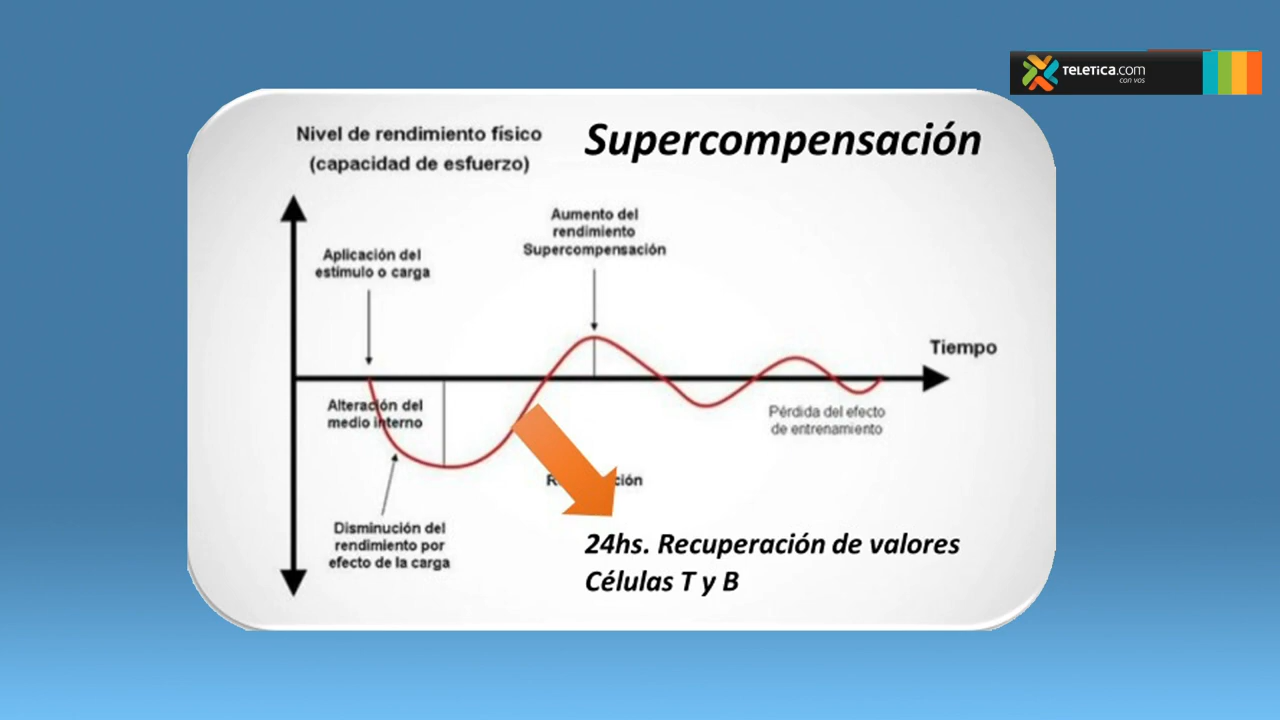 TELETICA.COM
con vos
Nivel de rendimiento físico
(capacidad de esfuerzo)
Supercompensación
Aumento del
rendimiento
Supercompensación
Aplicación del
estímulo o carga
Tiempo
Alteración del
medio interno
Pérdida del efecto
de entrenamiento
Disminución del
rendimiento por
efecto de la carga
24hs. Recuperación de valores
Células T y B